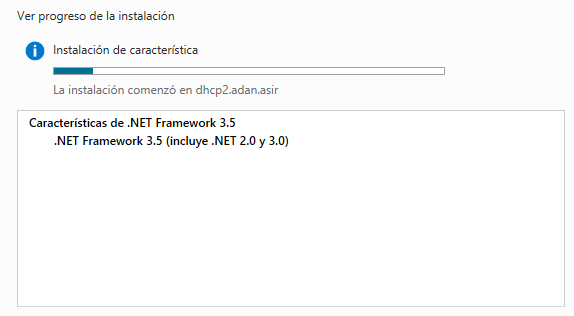 Ver progreso de la instalación
Instalación de característica
La instalación comenzó en dhcp2.adan.asir
Características de .NET Framework 3.5
.NET Framework 3.5 (incluye .NET 2.0 y 3.0)